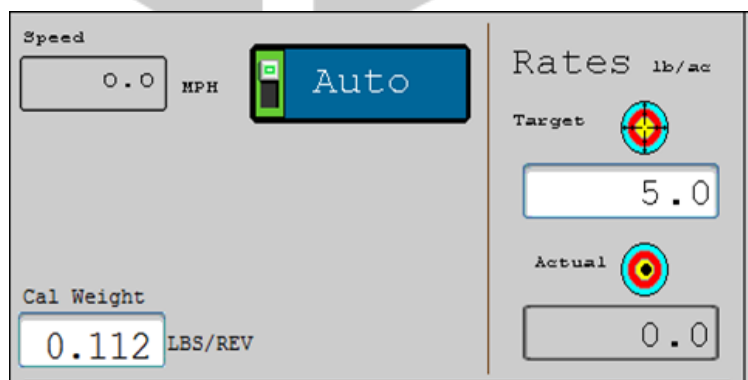 Speed
0.0 MPH
Auto
Cal Weight
0.112 LBS/REV
Rates lb/ac
Target
5.0
Actual
0.0